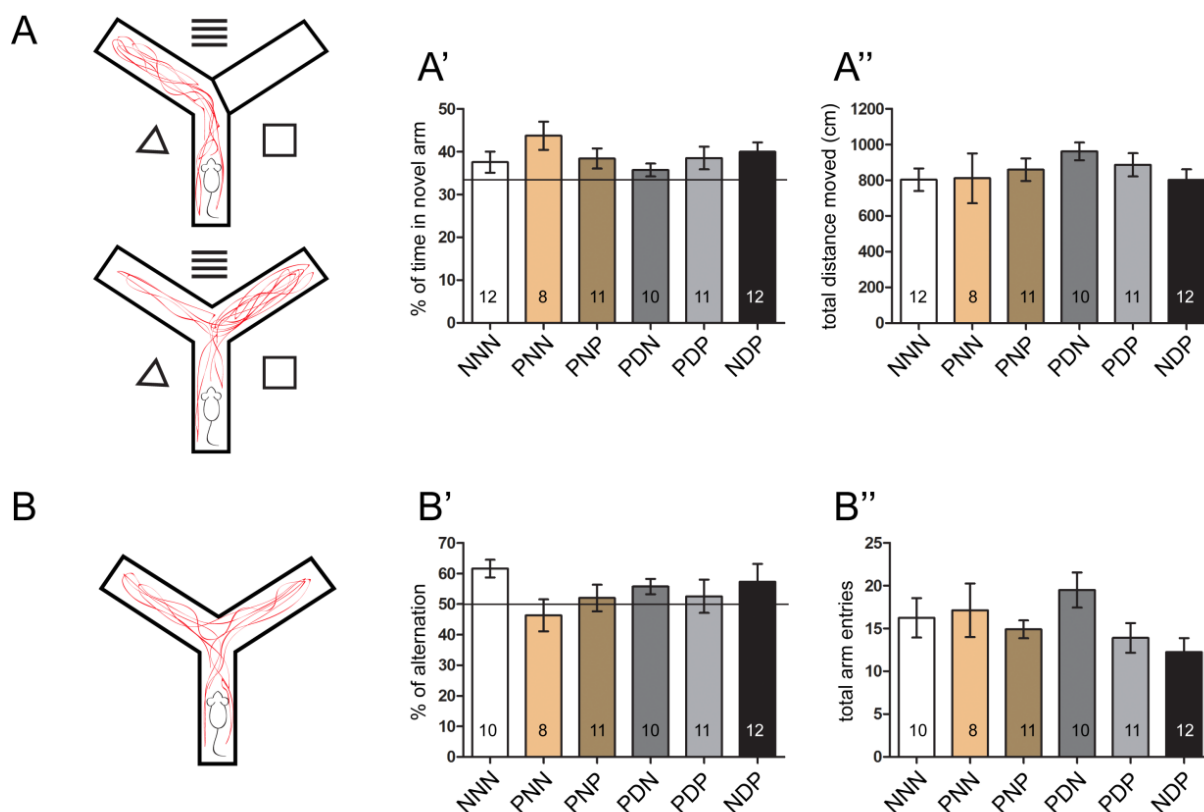 A
A'
% of time in novel arm
50
40
30
20
10
0
12
8
11
10
11
12
NNN
PNN
PNP
PDN
PDP
NDP
A''
total distance moved (cm)
1200
1000
800
600
400
200
0
12
8
11
10
11
12
NNN
PNN
PNP
PDN
PDP
NDP
B
B'
% of alternation
70
60
50
40
30
20
10
0
10
8
11
10
11
12
NNN
PNN
PNP
PDN
PDP
NDP
B''
total arm entries
25
20
15
10
5
0
10
8
11
10
11
12
NNN
PNN
PNP
PDN
PDP
NDP